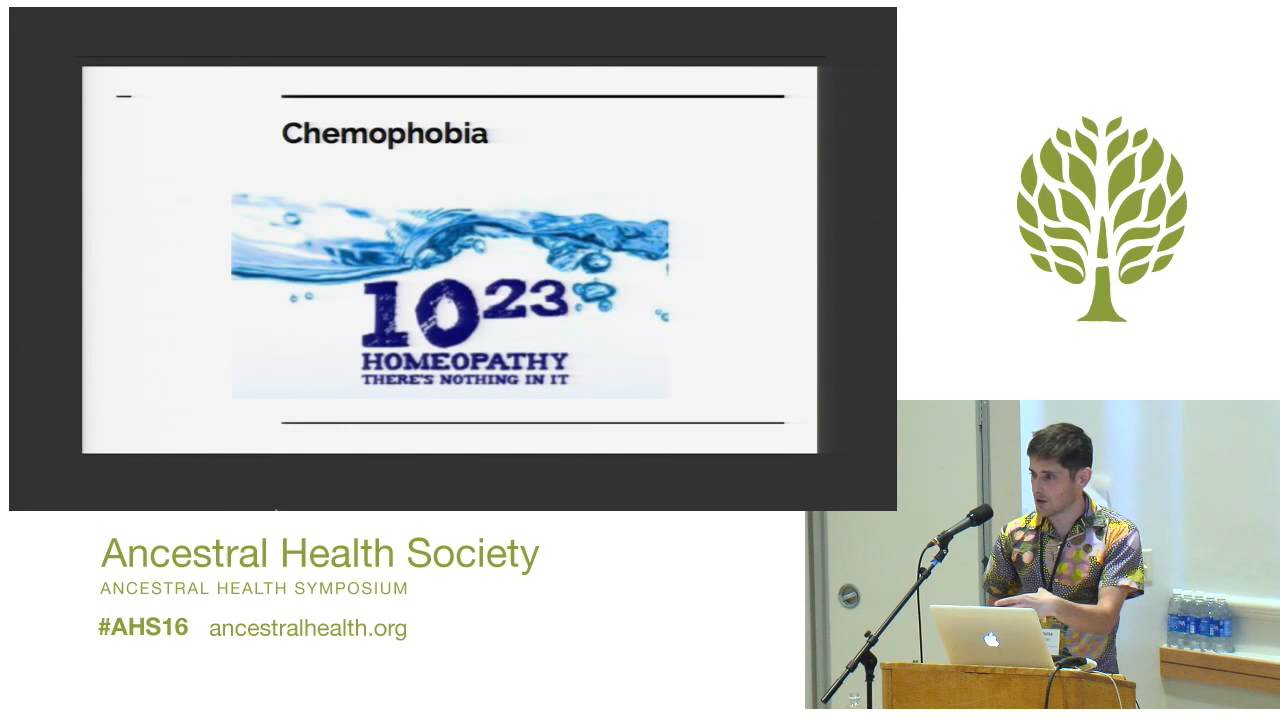 Chemophobia
10²³
HOMEOPATHY
THERE'S NOTHING IN IT
Ancestral Health Society
ANCESTRAL HEALTH SYMPOSIUM
#AHS16 ancestralhealth.org